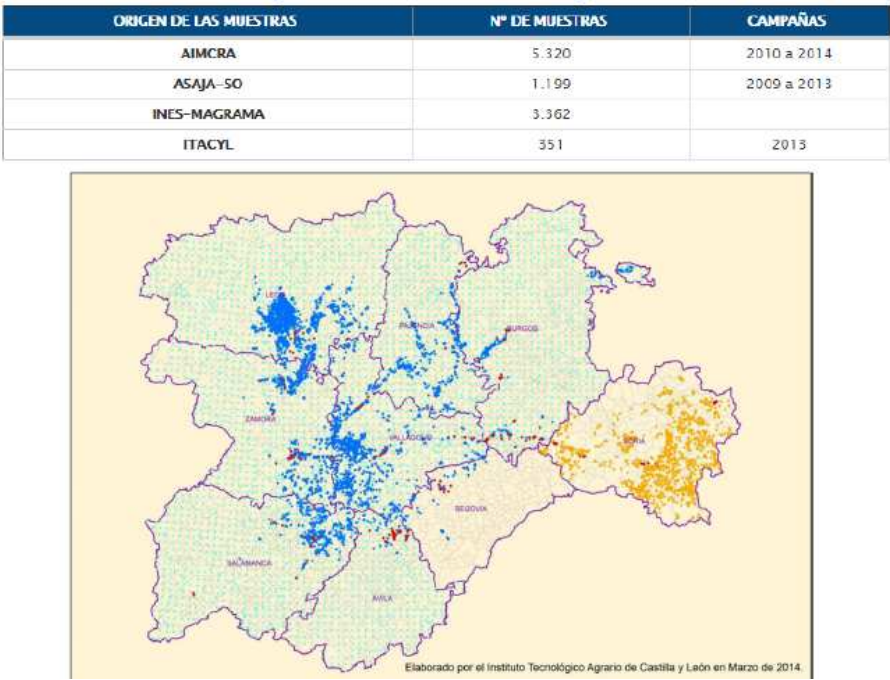 ORIGEN DE LAS MUESTRAS Nº DE MUESTRAS CAMPAÑAS
AIMCRA 5.320 2010 a 2014
ASAJA-SO 1.199 2009 a 2013
INES-MAGRAMA 3.362
ITACYL 351 2013
LEÓN
PALENCIA
BURGOS
ZAMORA
VALLADOLID
SORIA
SEGOVIA
SALAMANCA
AVILA
Elaborado por el Instituto Tecnológico Agrario de Castilla y León en Marzo de 2014.